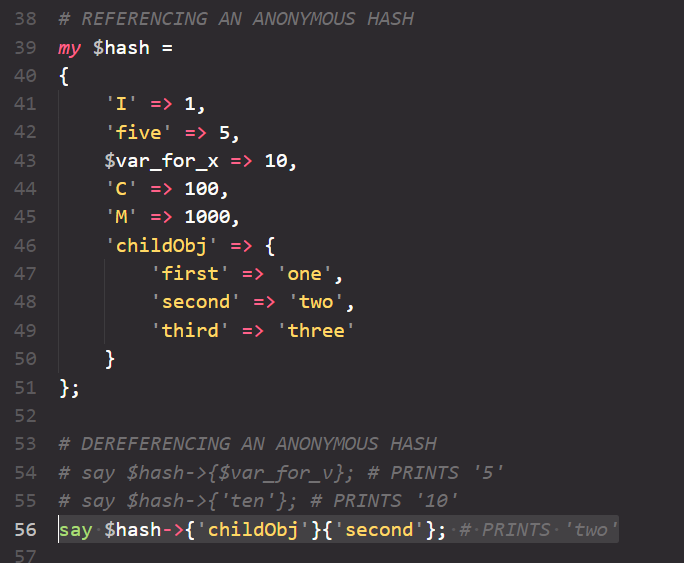 38 # REFERENCING AN ANONYMOUS HASH
39 my $hash =
40 {
41     'I' => 1,
42     'five' => 5,
43     $var_for_x => 10,
44     'C' => 100,
45     'M' => 1000,
46     'childObj' => {
47         'first' => 'one',
48         'second' => 'two',
49         'third' => 'three'
50     }
51 };
52
53 # DEREFERENCING AN ANONYMOUS HASH
54 # say $hash->{$var_for_v}; # PRINTS '5'
55 # say $hash->{'ten'}; # PRINTS '10'
56 say $hash->{'childObj'}{'second'}; # PRINTS 'two'
57